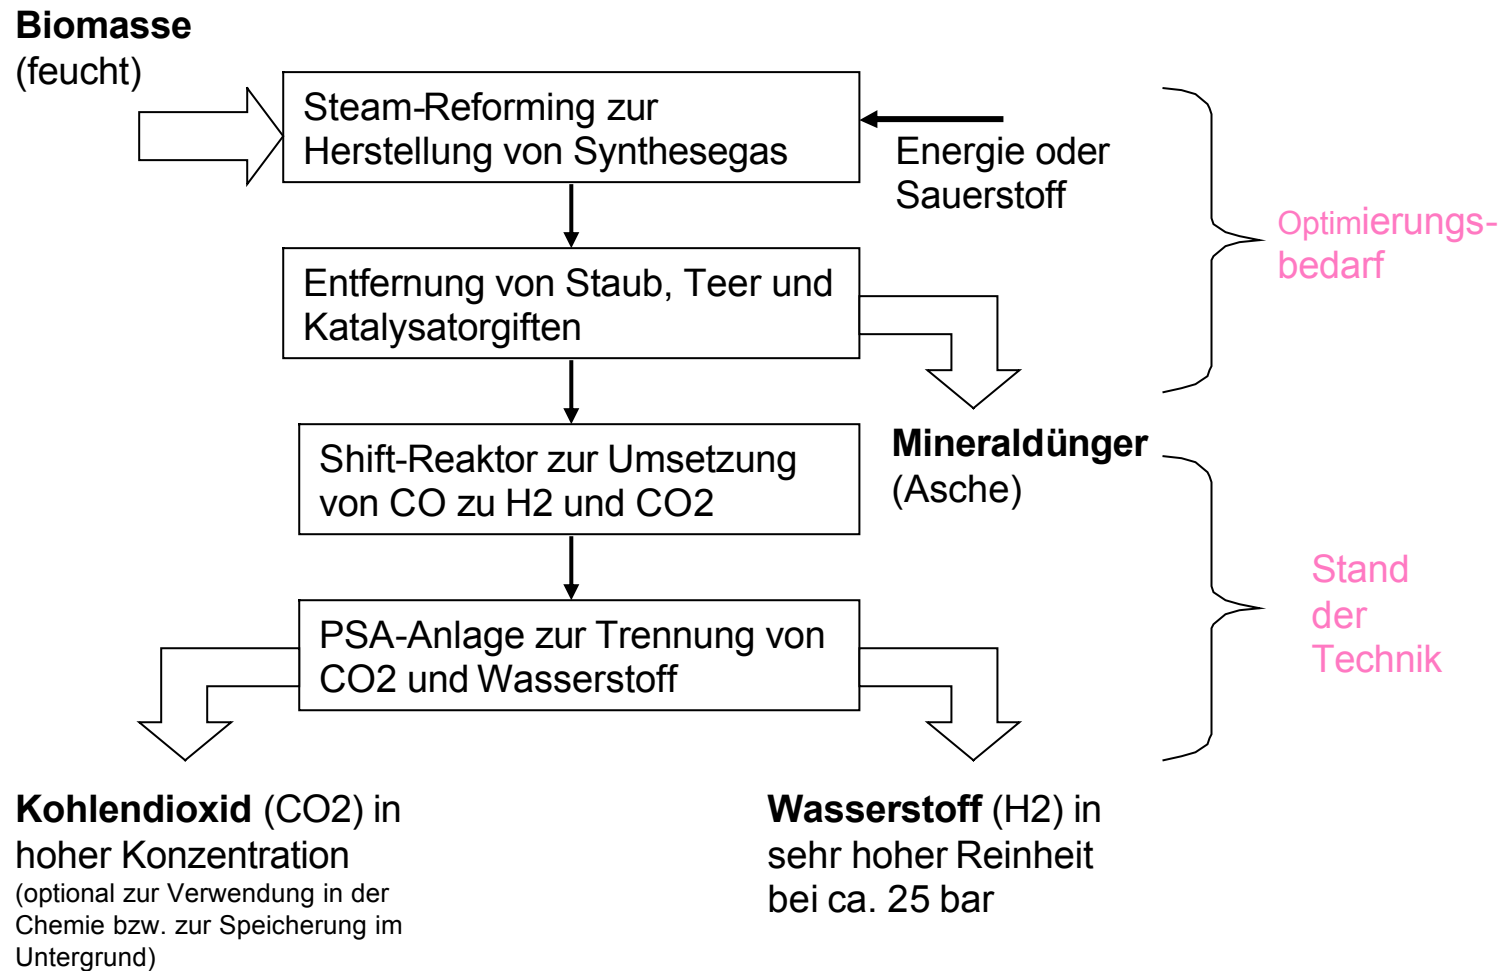 Biomasse
(feucht)
Steam-Reforming zur
Herstellung von Synthesegas
Energie oder
Sauerstoff
Optimierungs-
bedarf
Entfernung von Staub, Teer und
Katalysatorgiften
Mineraldünger
(Asche)
Shift-Reaktor zur Umsetzung
von CO zu H2 und CO2
Stand
der
Technik
PSA-Anlage zur Trennung von
CO2 und Wasserstoff
Kohlendioxid (CO2) in
hoher Konzentration
(optional zur Verwendung in der
Chemie bzw. zur Speicherung im
Untergrund)
Wasserstoff (H2) in
sehr hoher Reinheit
bei ca. 25 bar